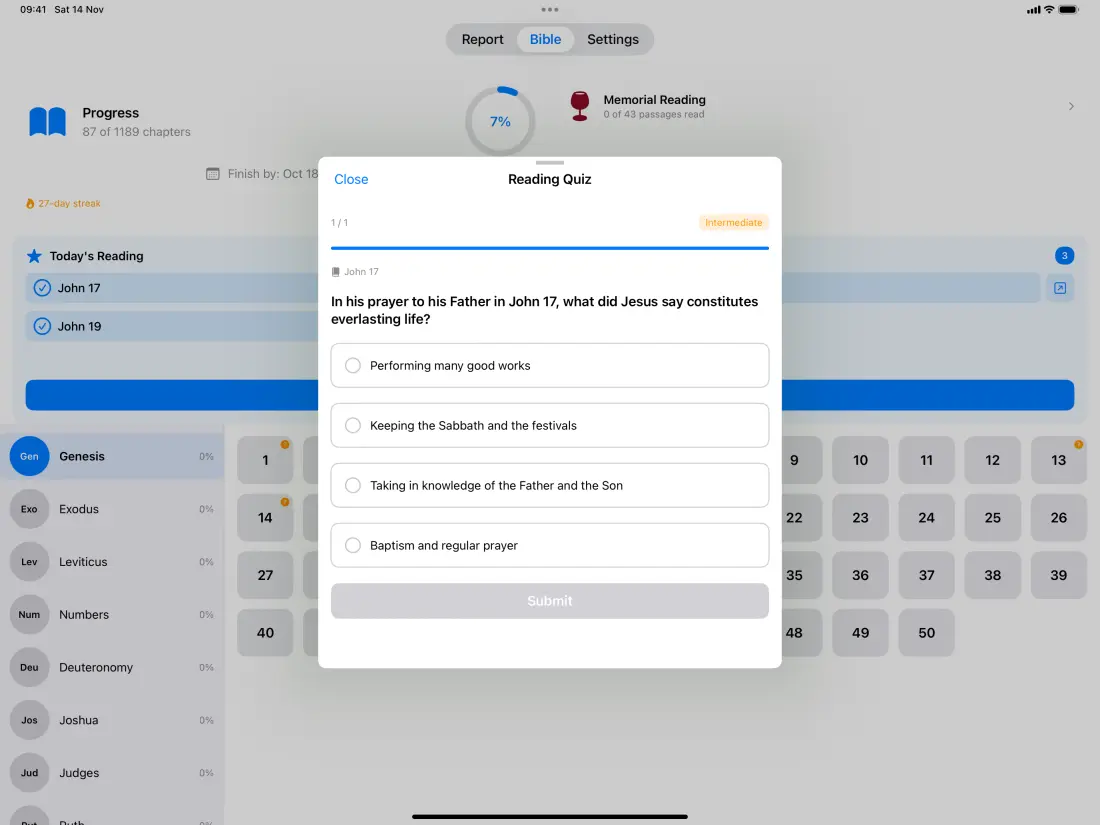 09:41 Sat 14 Nov
Report Bible Settings
Progress
87 of 1189 chapters
7%
Memorial Reading
0 of 43 passages read
Finish by: Oct 18
27-day streak
Today's Reading
3
John 17
John 19
Close
Reading Quiz
1 / 1
Intermediate
John 17
In his prayer to his Father in John 17, what did Jesus say constitutes
everlasting life?
Performing many good works
Keeping the Sabbath and the festivals
Taking in knowledge of the Father and the Son
Baptism and regular prayer
Submit
Gen Genesis 0%
Exo Exodus 0%
Lev Leviticus 0%
Num Numbers 0%
Deu Deuteronomy 0%
Jos Joshua 0%
Jud Judges 0%
1 9 10 11 12 13
14 22 23 24 25 26
27 35 36 37 38 39
40 48 49 50